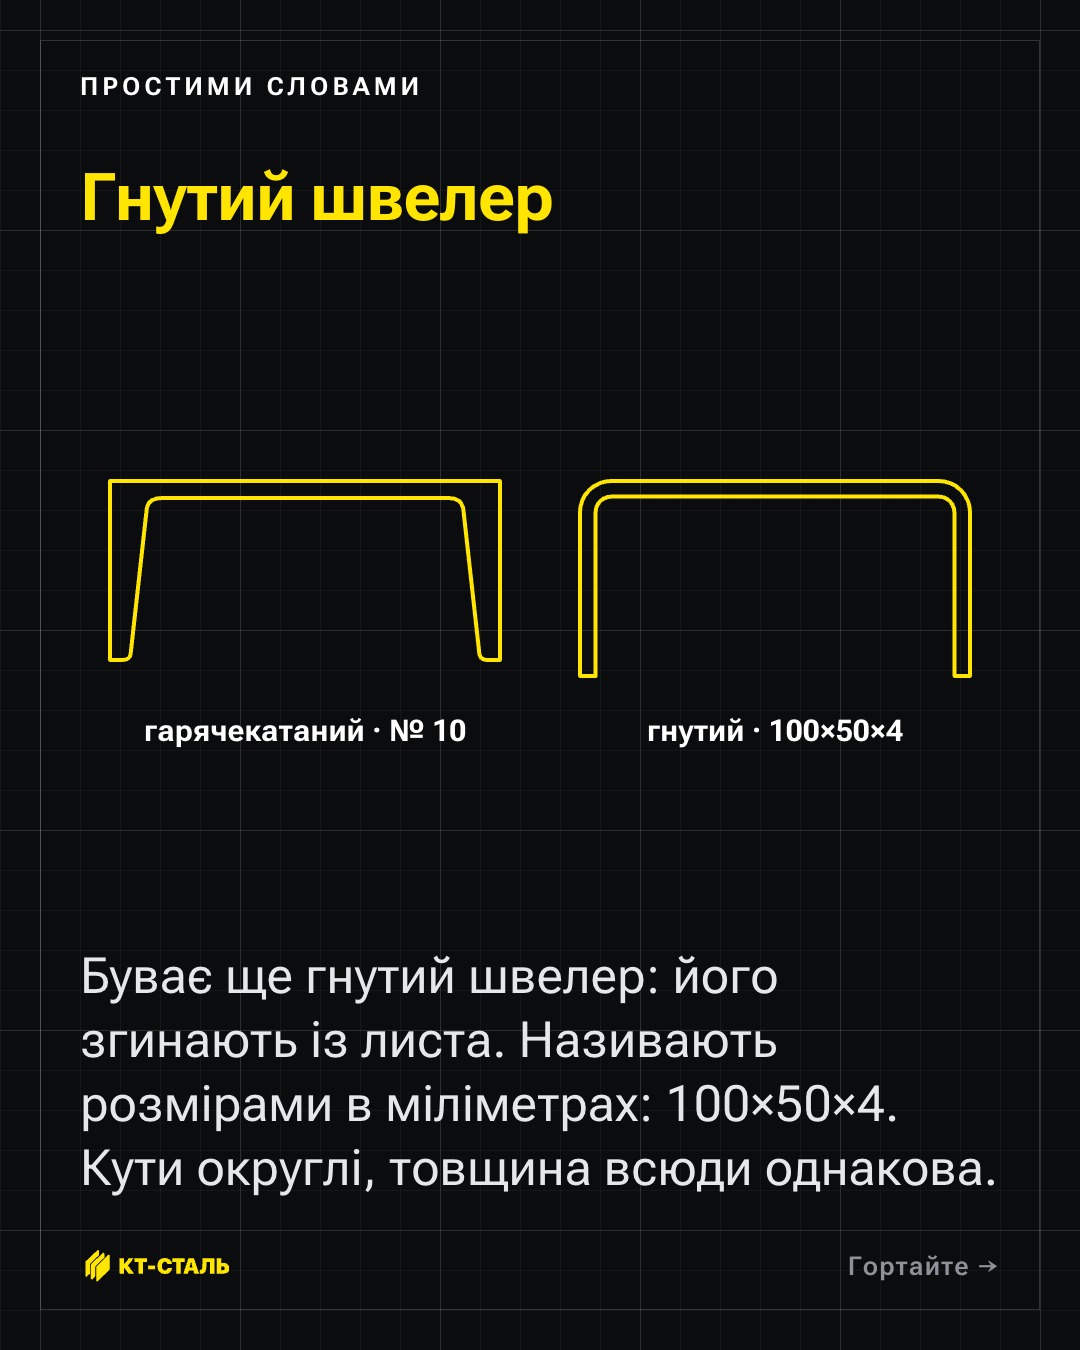 ПРОСТИМИ СЛОВАМИ
Гнутий швелер
гарячекатаний · № 10
гнутий · 100×50×4
Буває ще гнутий швелер: його
згинають із листа. Називають
розмірами в міліметрах: 100×50×4.
Кути округлі, товщина всюди однакова.
КТ-СТАЛЬ
Гортайте →